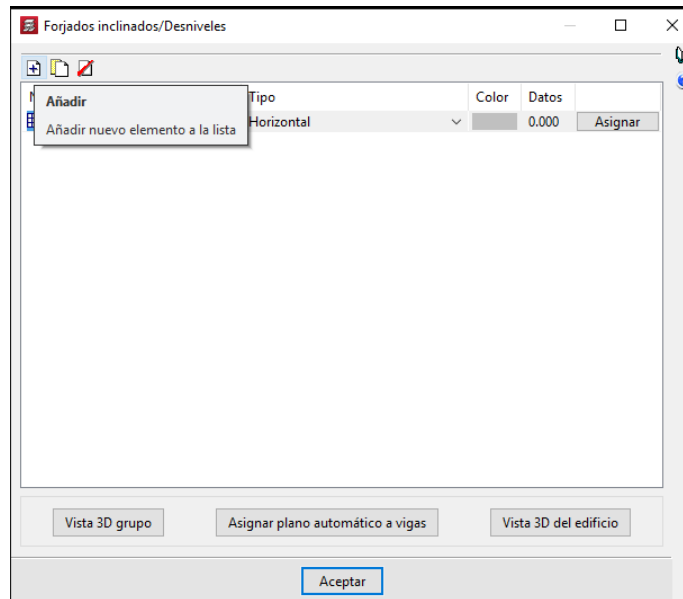 Forjados inclinados/Desniveles
Tipo Color Datos
Añadir
Añadir nuevo elemento a la lista
Horizontal 0.000 Asignar
Vista 3D grupo Asignar plano automático a vigas Vista 3D del edificio
Aceptar